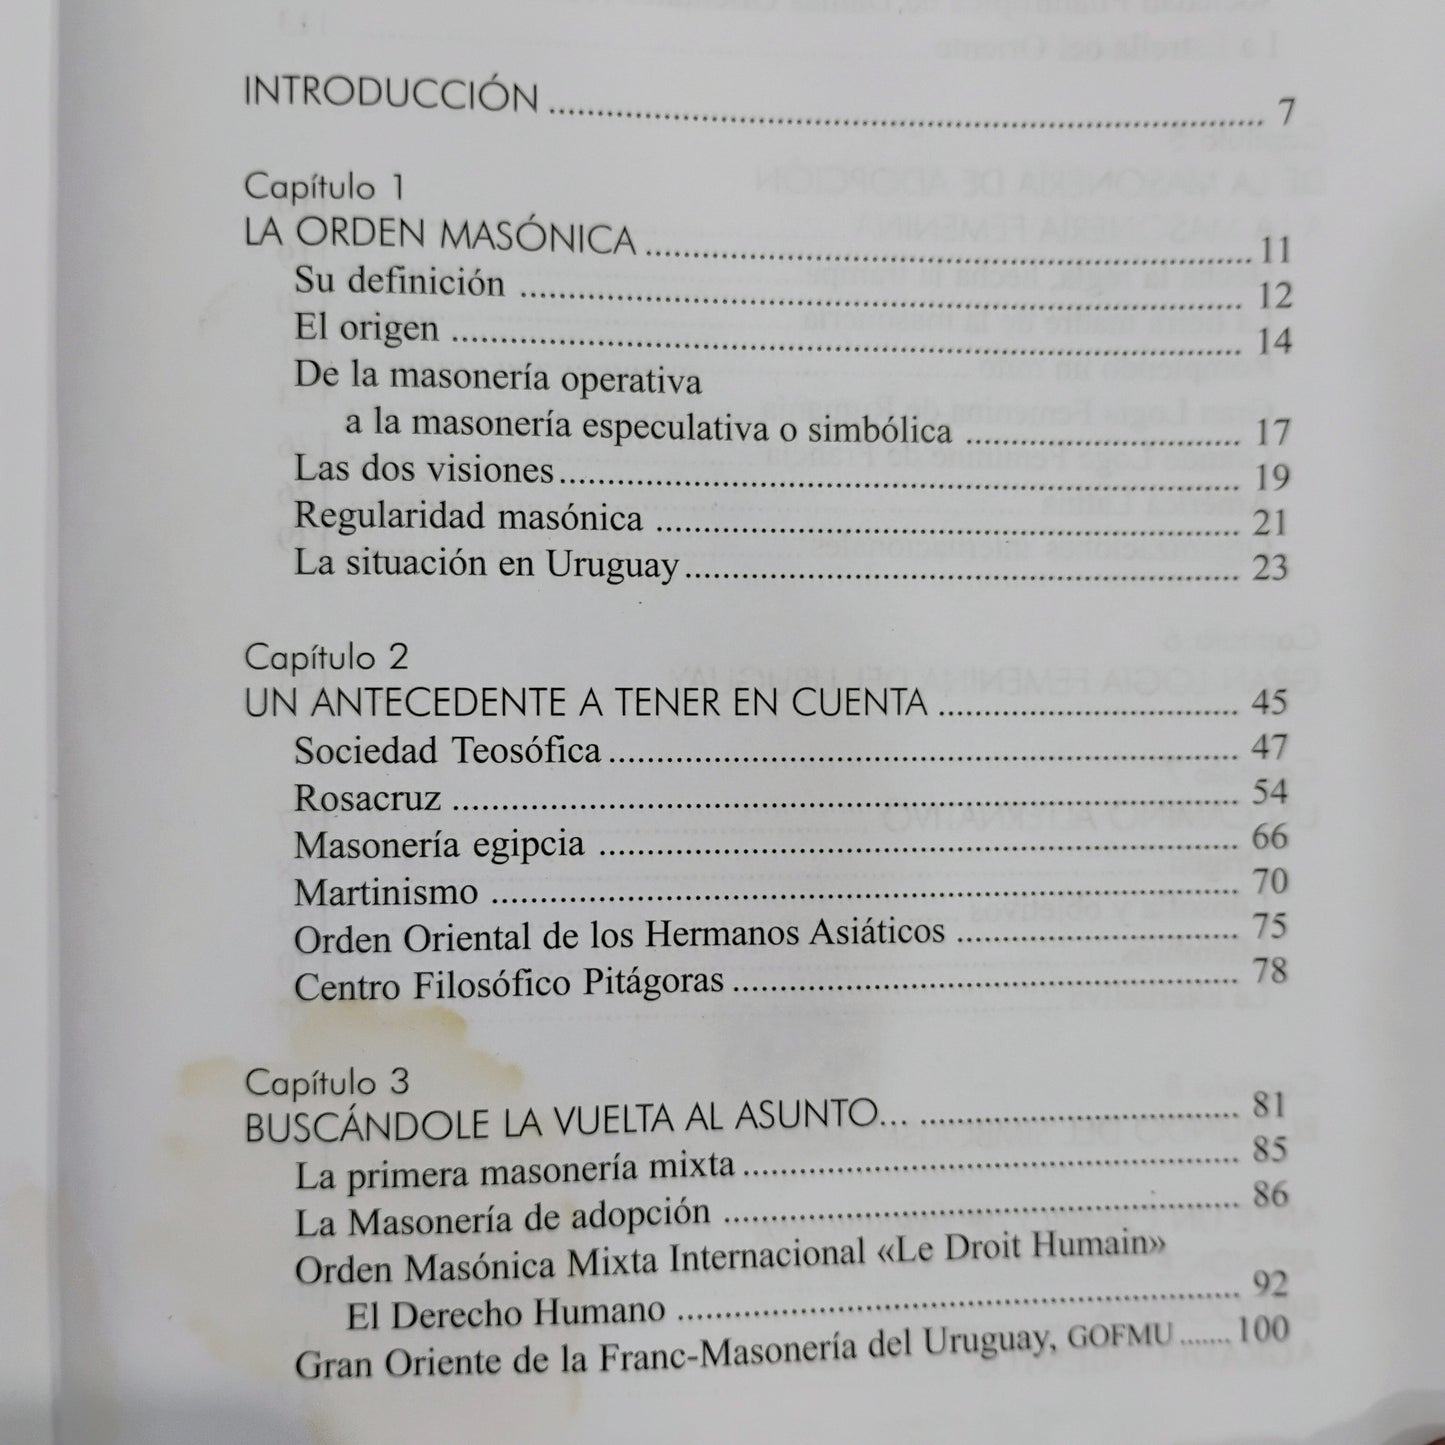 INTRODUCCIÓN ........ 7
Capítulo 1
LA ORDEN MASÓNICA ........ 11
Su definición ........ 12
El origen ........ 14
De la masonería operativa
a la masonería especulativa o simbólica ........ 17
Las dos visiones ........ 19
Regularidad masónica ........ 21
La situación en Uruguay ........ 23
Capítulo 2
UN ANTECEDENTE A TENER EN CUENTA ........ 45
Sociedad Teosófica ........ 47
Rosacruz ........ 54
Masonería egipcia ........ 66
Martinismo ........ 70
Orden Oriental de los Hermanos Asiáticos ........ 75
Centro Filosófico Pitágoras ........ 78
Capítulo 3
BUSCÁNDOLE LA VUELTA AL ASUNTO... ........ 81
La primera masonería mixta ........ 85
La Masonería de adopción ........ 86
Orden Masónica Mixta Internacional «Le Droit Humain»
El Derecho Humano ........ 92
Gran Oriente de la Franc-Masonería del Uruguay, GOFMU ....... 100